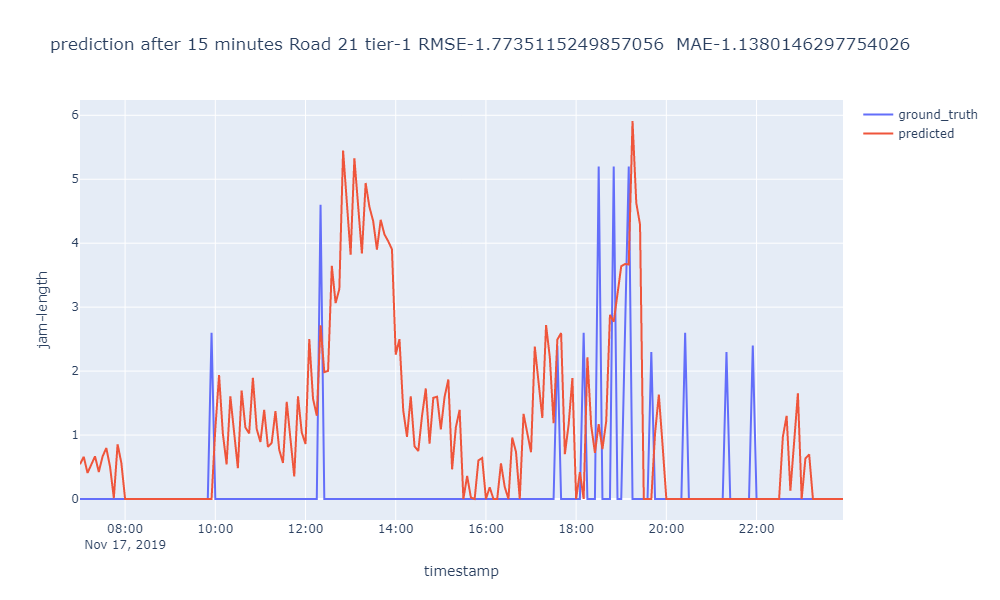 prediction after 15 minutes Road 21 tier-1 RMSE-1.7735115249857056  MAE-1.1380146297754026
ground_truth
predicted
6
5
4
3
2
1
0
jam-length
08:00
10:00
12:00
14:00
16:00
18:00
20:00
22:00
Nov 17, 2019
timestamp